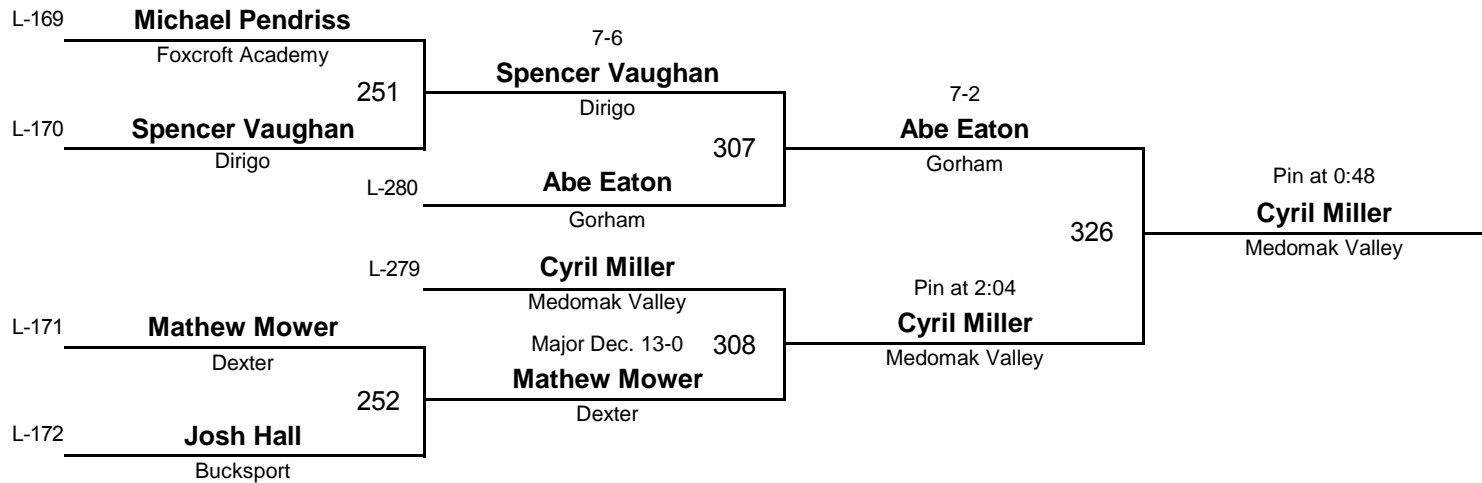 L-169
Michael Pendriss
Foxcroft Academy
251
L-170
Spencer Vaughan
Dirigo
7-6
Spencer Vaughan
Dirigo
307
L-280
Abe Eaton
Gorham
7-2
Abe Eaton
Gorham
326
Pin at 0:48
Cyril Miller
Medomak Valley
L-279
Cyril Miller
Medomak Valley
308
Pin at 2:04
Cyril Miller
Medomak Valley
L-171
Mathew Mower
Dexter
252
Major Dec. 13-0
Mathew Mower
Dexter
L-172
Josh Hall
Bucksport